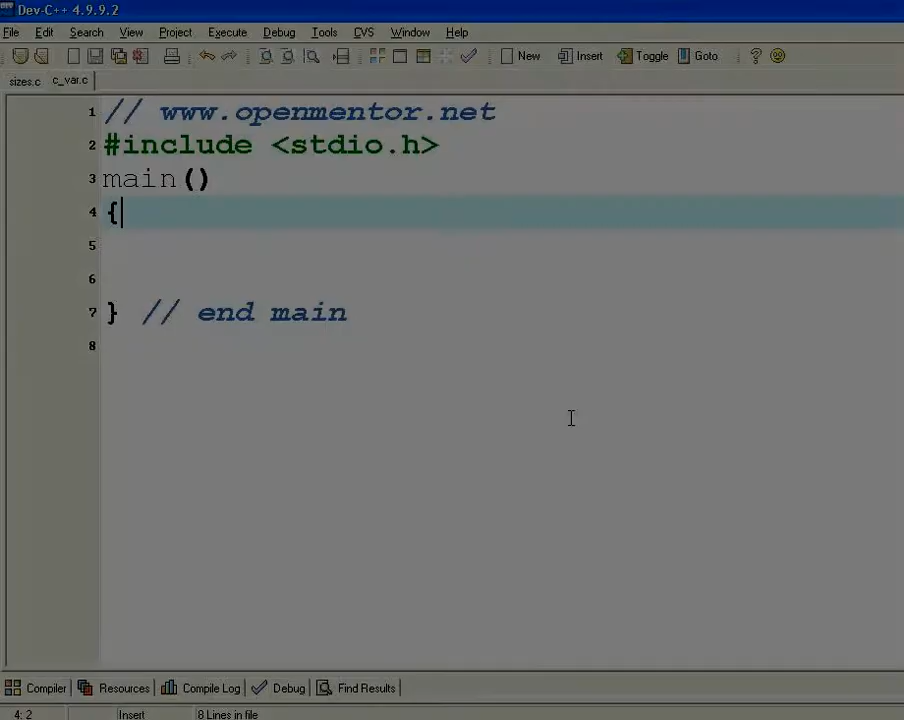 Dev-C++ 4.9.9.2
File Edit Search View Project Execute Debug Tools CVS Window Help
New Insert Toggle Goto ?
sizes.c c_var.c
1 // www.openmentor.net
2 #include <stdio.h>
3 main()
4 {
5
6
7 } // end main
8
Compiler Resources Compile Log Debug Find Results
4: 2 Insert 8 Lines in file